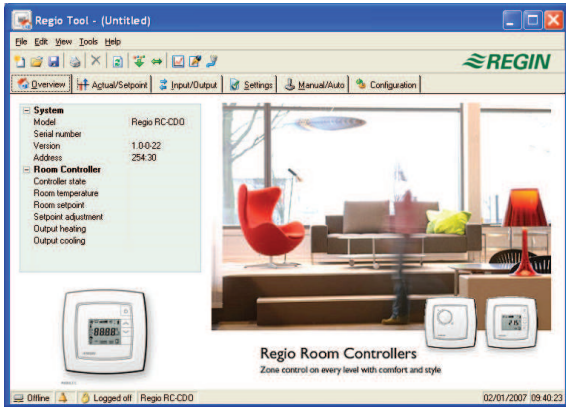 Regio Tool - (Untitled)
File Edit View Tools Help
REGIN
Overview Actual/Setpoint Input/Output Settings Manual/Auto Configuration
System
Model Regio RC-CDO
Serial number
Version 1.0-0-22
Address 254:30
Room Controller
Controller state
Room temperature
Room setpoint
Setpoint adjustment
Output heating
Output cooling
Regio Room Controllers
Zone control on every level with comfort and style
Offline Logged off Regio RC-CDO 02/01/2007 09:40:23